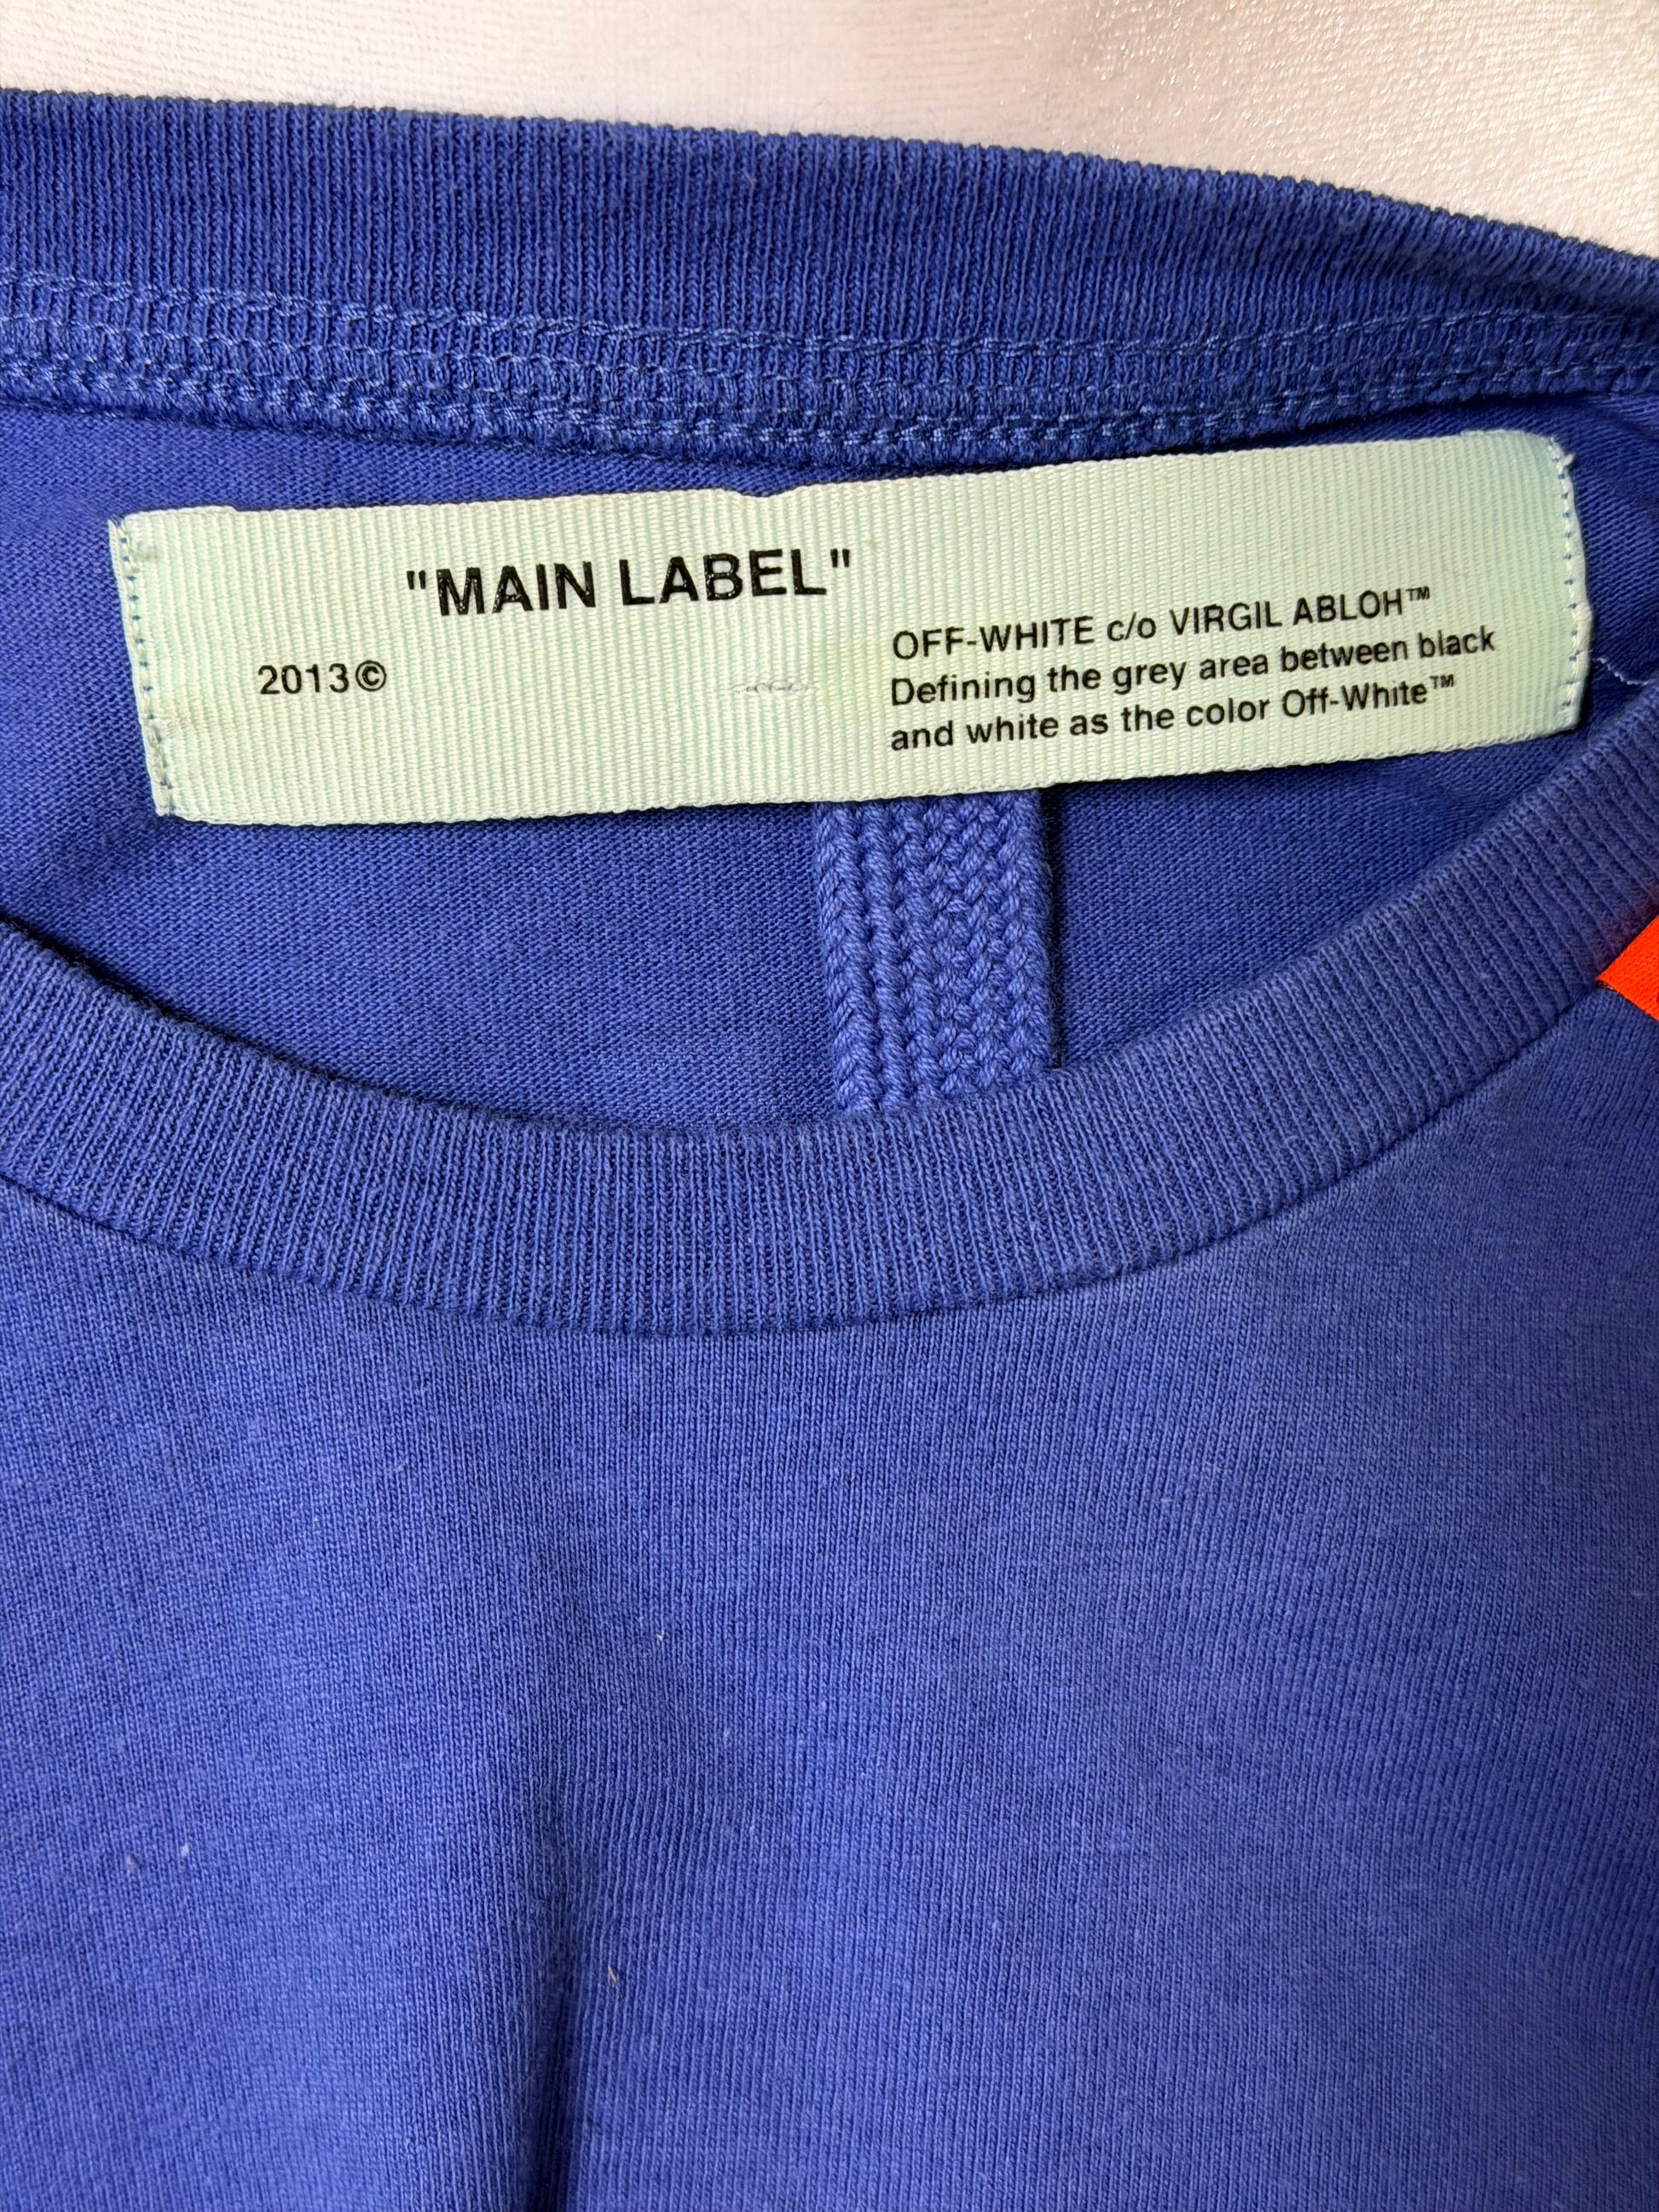 "MAIN LABEL"
2013©
OFF-WHITE c/o VIRGIL ABLOH™
Defining the grey area between black
and white as the color Off-White™